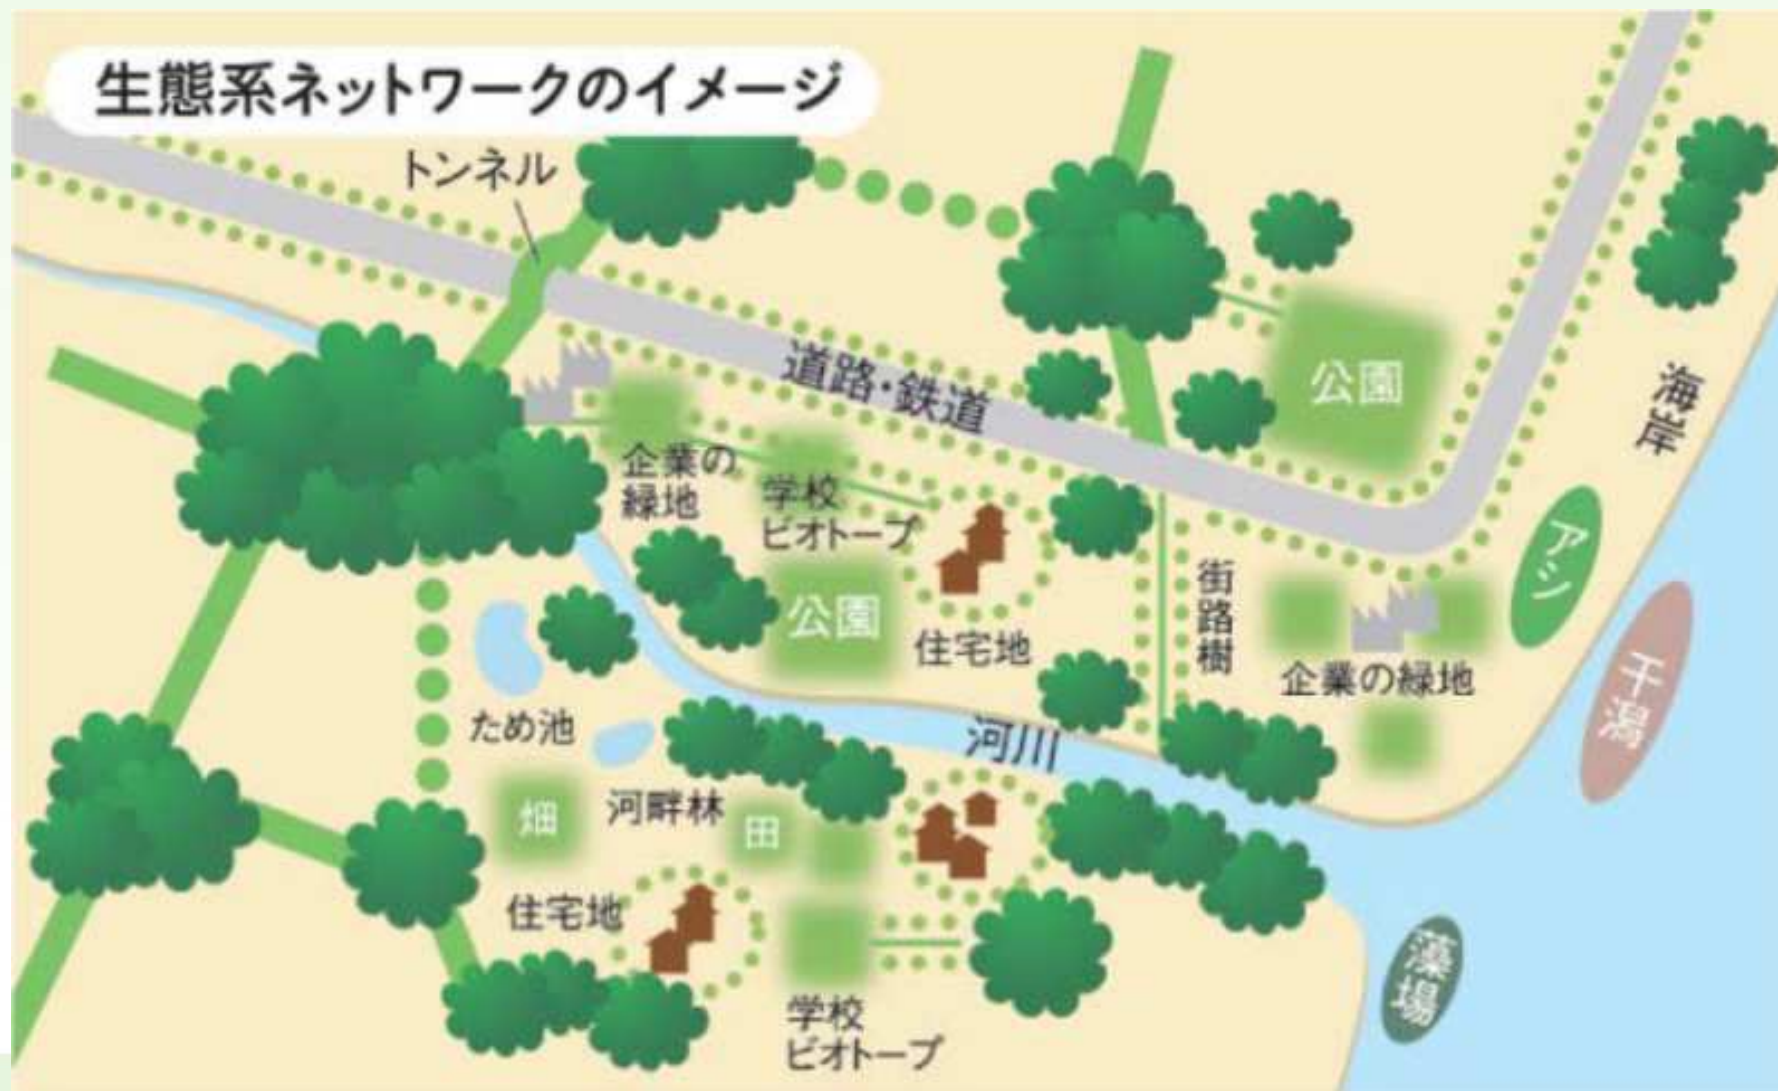 生態系ネットワークのイメージ
トンネル
道路・鉄道
公園
海岸
企業の
緑地
学校
ビオトープ
アシ
公園
住宅地
街路樹
企業の緑地
干潟
ため池
河川
畑
河畔林
田
住宅地
藻場
学校
ビオトープ